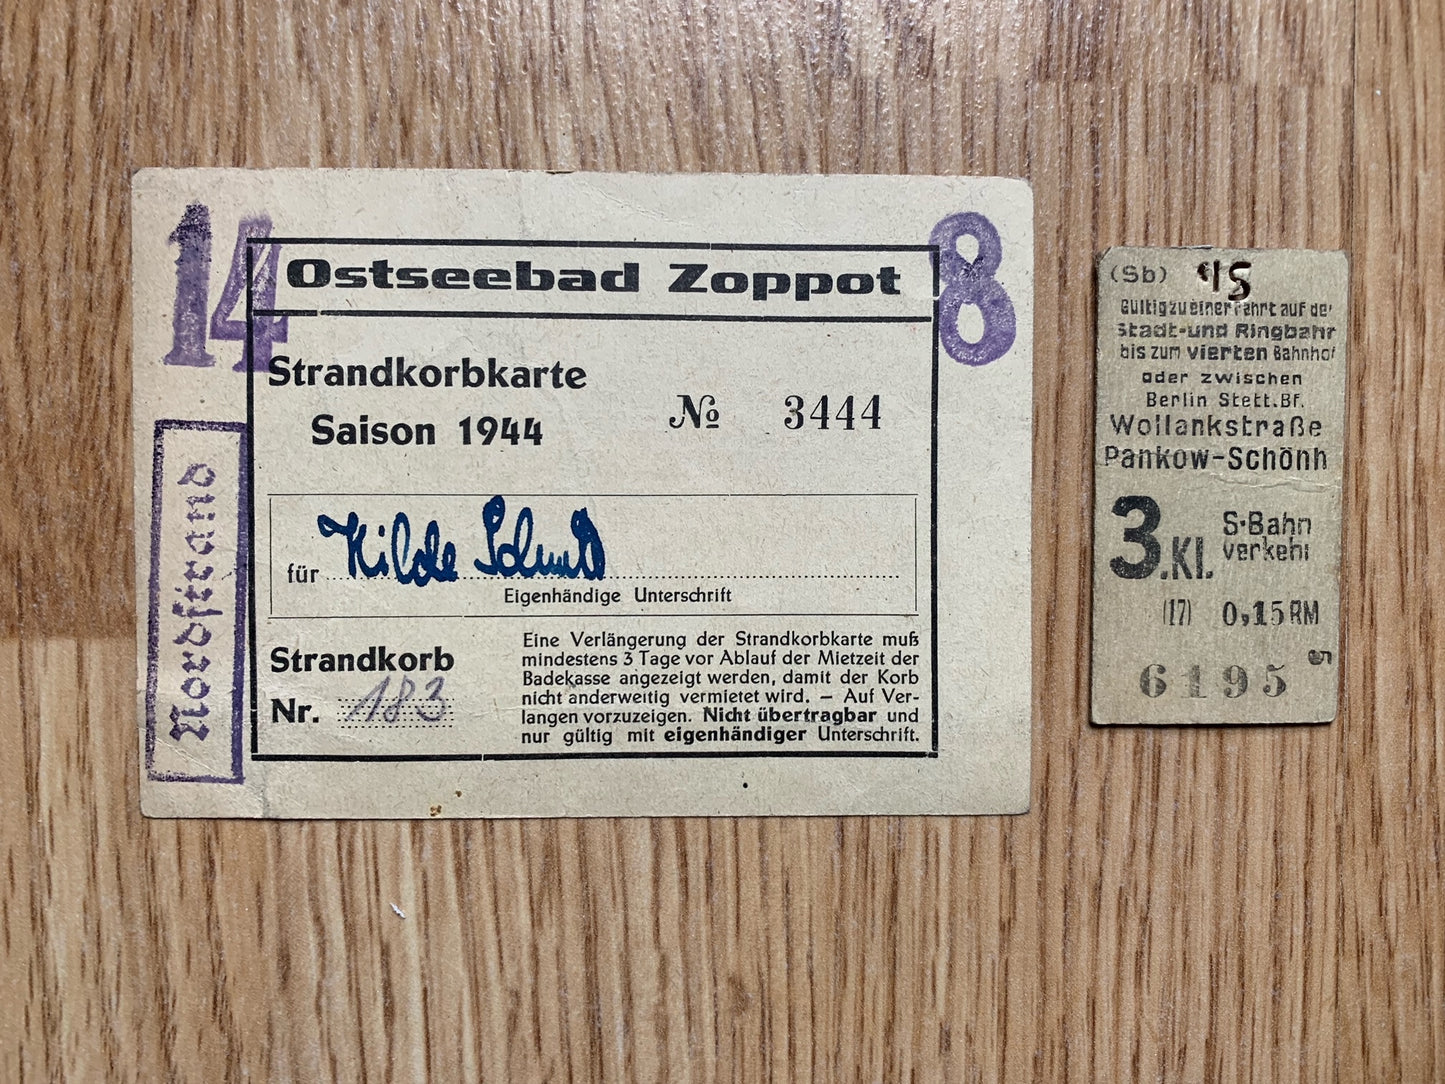 14
8
Ostseebad Zoppot
Strandkorbkarte
Saison 1944
№ 3444
Nordstrand
für Hilde Schmidt
Eigenhändige Unterschrift
Strandkorb
Nr. 183
Eine Verlängerung der Strandkorbkarte muß
mindestens 3 Tage vor Ablauf der Mietzeit der
Badekasse angezeigt werden, damit der Korb
nicht anderweitig vermietet wird. – Auf Ver-
langen vorzuzeigen. Nicht übertragbar und
nur gültig mit eigenhändiger Unterschrift.
(Sb)
Gültig zu einer Fahrt auf der
Stadt-und Ringbahr
bis zum vierten Bahnhof
oder zwischen
Berlin Stett.Bf.
Wollankstraße
Pankow-Schönh
3.Kl.
S-Bahn
verkehr
(17) 0,15 RM
6195